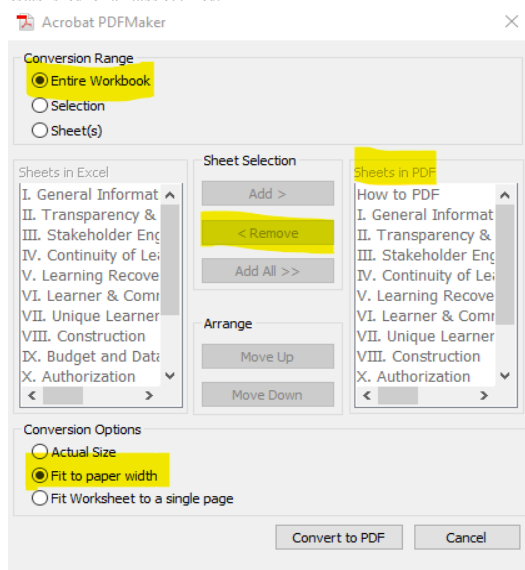 Acrobat PDFMaker
Conversion Range
Entire Workbook
Selection
Sheet(s)
Sheets in Excel
I. General Informat
II. Transparency &
III. Stakeholder Eng
IV. Continuity of Lea
V. Learning Recove
VI. Learner & Comr
VII. Unique Learner
VIII. Construction
IX. Budget and Data
X. Authorization
Sheet Selection
Add >
< Remove
Add All >>
Arrange
Move Up
Move Down
Sheets in PDF
How to PDF
I. General Informat
II. Transparency &
III. Stakeholder Eng
IV. Continuity of Lea
V. Learning Recove
VI. Learner & Comr
VII. Unique Learner
VIII. Construction
X. Authorization
Conversion Options
Actual Size
Fit to paper width
Fit Worksheet to a single page
Convert to PDF
Cancel